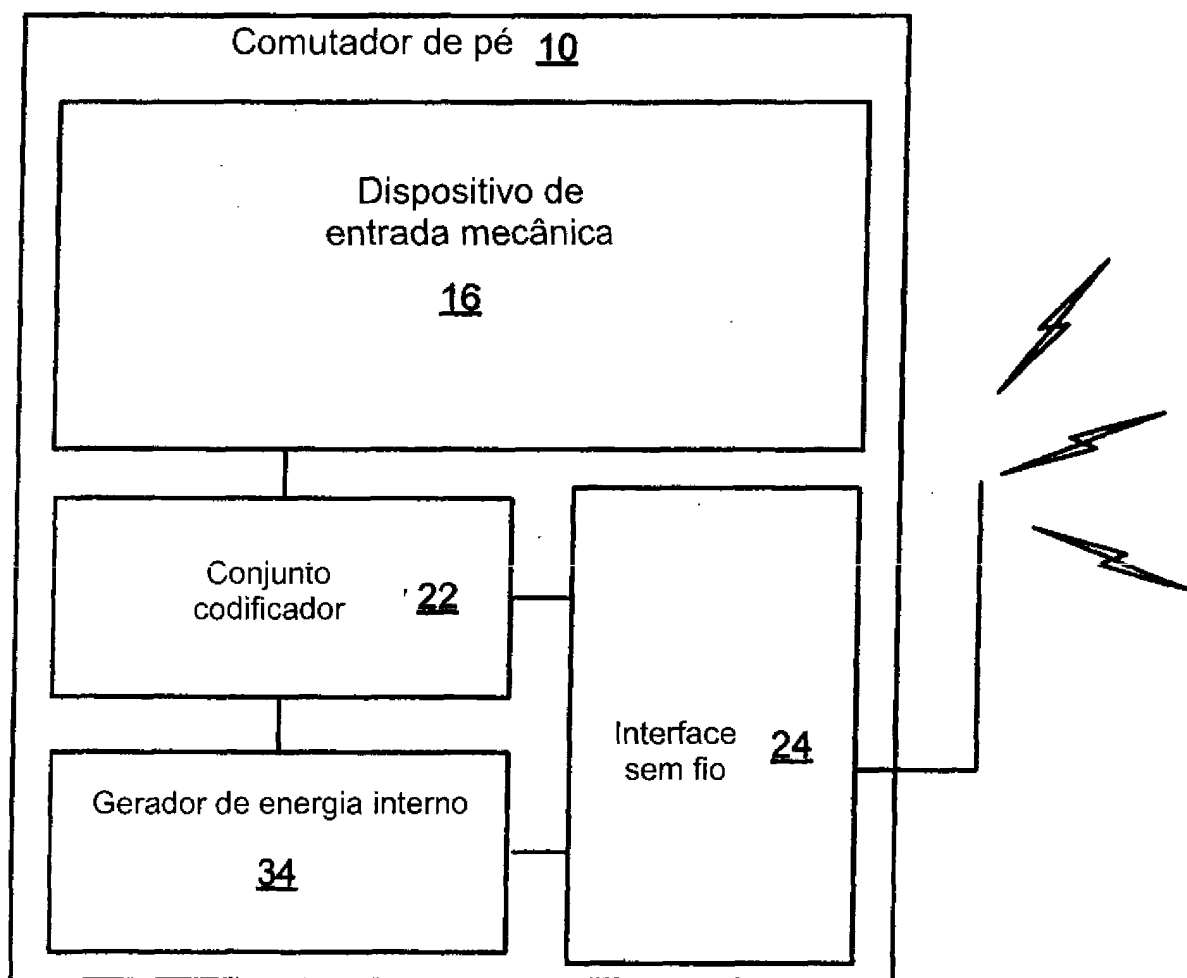 Comutador de pé 10
Dispositivo de
entrada mecânica
16
Conjunto
codificador 22
Interface
sem fio 24
Gerador de energia interno
34